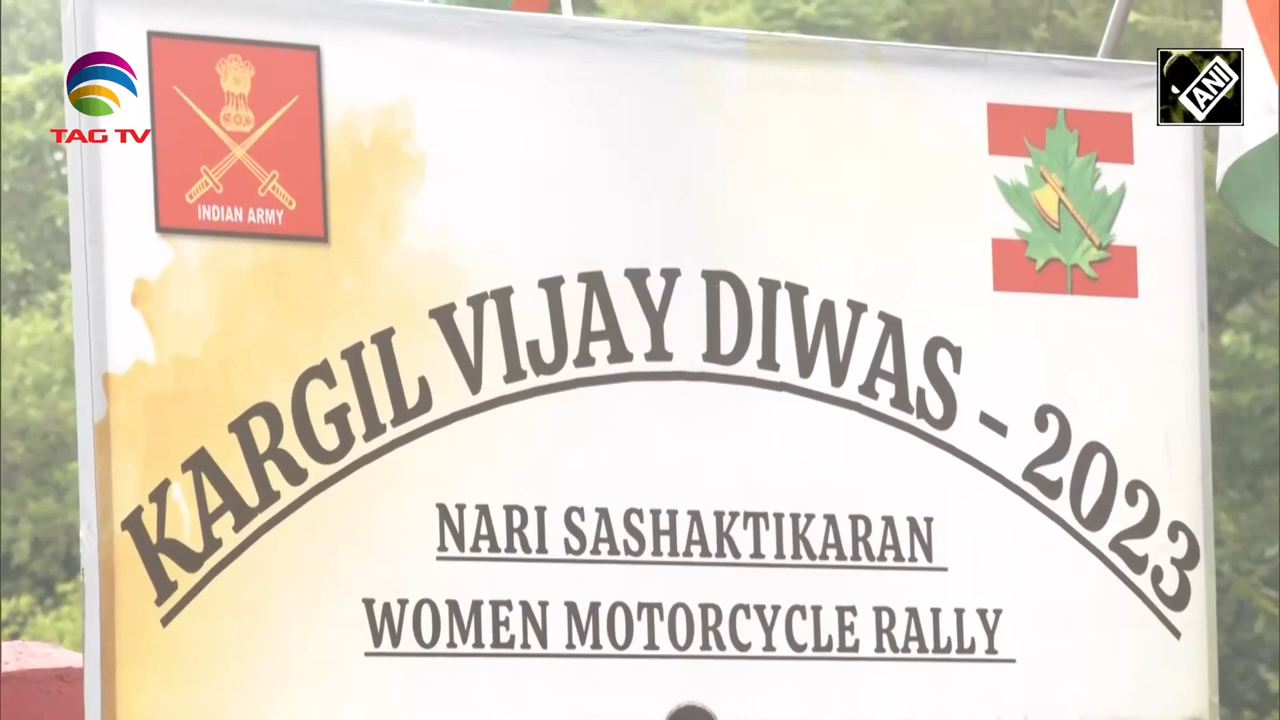 TAG TV
INDIAN ARMY
ANI
KARGIL VIJAY DIWAS - 2023
NARI SASHAKTIKARAN
WOMEN MOTORCYCLE RALLY